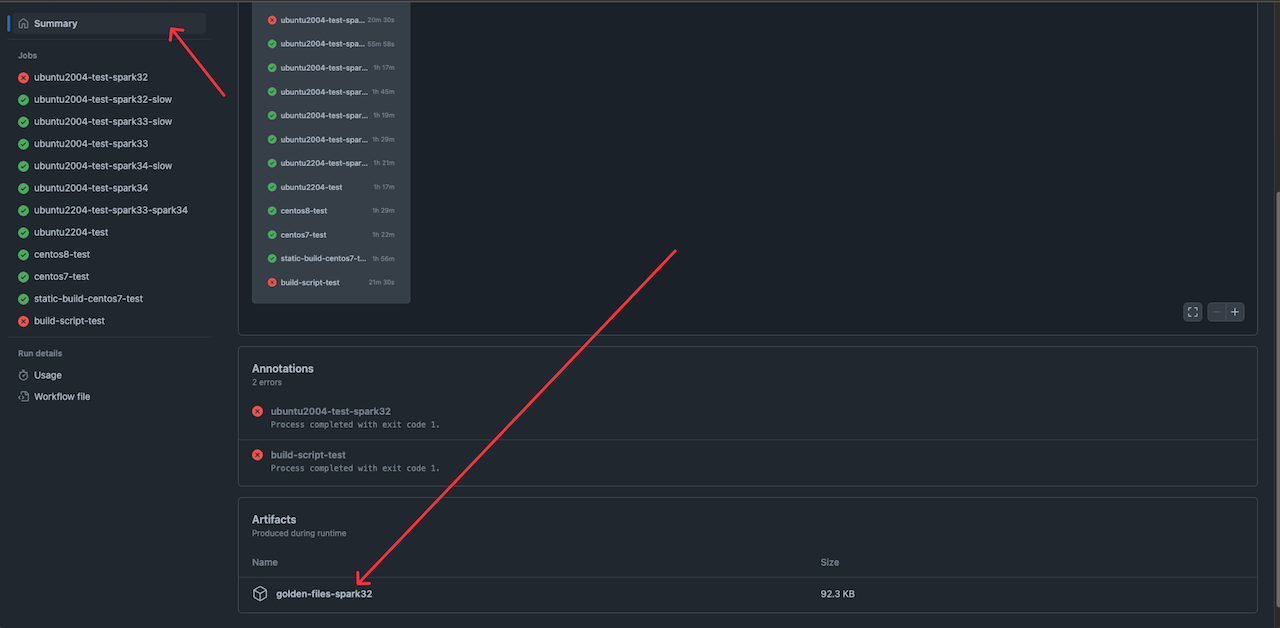 Summary
Jobs
ubuntu2004-test-spark32
ubuntu2004-test-spark32-slow
ubuntu2004-test-spark33-slow
ubuntu2004-test-spark33
ubuntu2004-test-spark34-slow
ubuntu2004-test-spark34
ubuntu2204-test-spark33-spark34
ubuntu2204-test
centos8-test
centos7-test
static-build-centos7-test
build-script-test
Run details
Usage
Workflow file
ubuntu2004-test-spa... 20m 30s
ubuntu2004-test-spa... 55m 58s
ubuntu2004-test-spar... 1h 17m
ubuntu2004-test-spar... 1h 45m
ubuntu2004-test-spar... 1h 19m
ubuntu2004-test-spar... 1h 29m
ubuntu2204-test-spar... 1h 21m
ubuntu2204-test 1h 17m
centos8-test 1h 29m
centos7-test 1h 22m
static-build-centos7-t... 1h 56m
build-script-test 21m 30s
Annotations
2 errors
ubuntu2004-test-spark32
Process completed with exit code 1.
build-script-test
Process completed with exit code 1.
Artifacts
Produced during runtime
Name Size
golden-files-spark32 92.3 KB